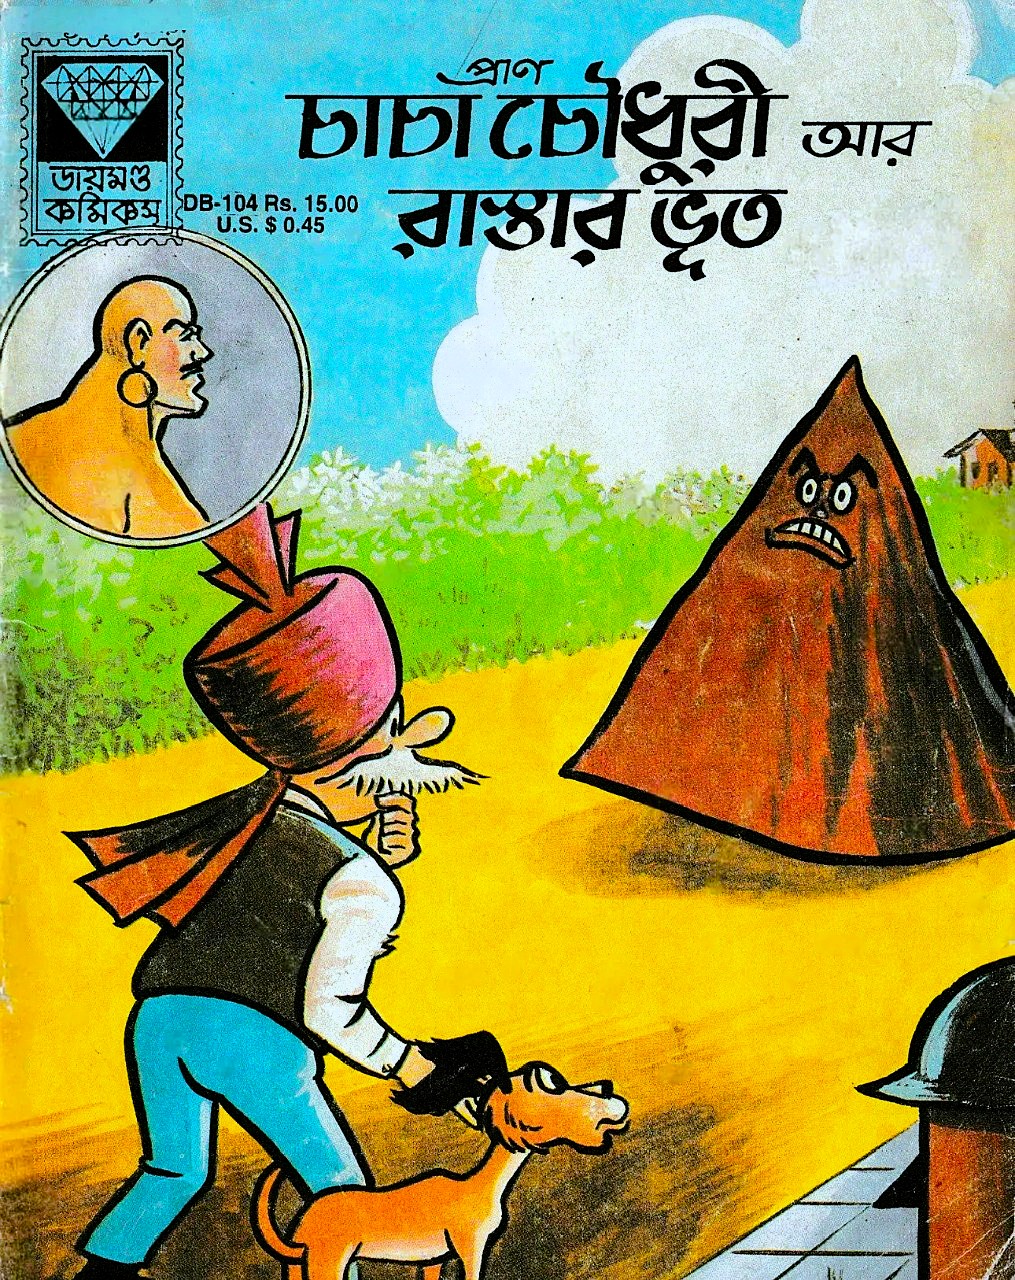 ডায়মণ্ড
কমিকস্
DB-104 Rs. 15.00
U.S. $ 0.45
প্রাণ
চাচা চৌধুরী আর
রাস্তার ভূত